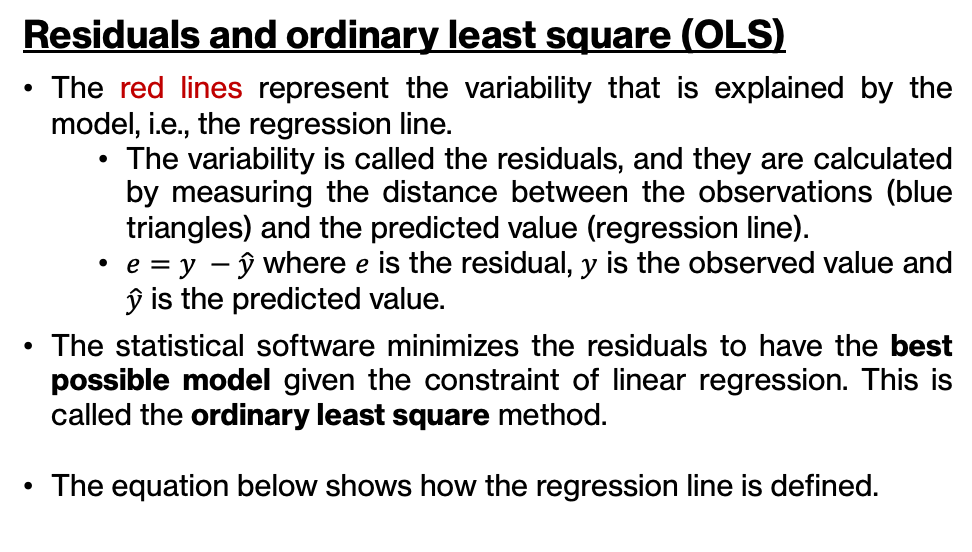 Residuals and ordinary least square (OLS)
• The red lines represent the variability that is explained by the
model, i.e., the regression line.
• The variability is called the residuals, and they are calculated
by measuring the distance between the observations (blue
triangles) and the predicted value (regression line).
• e = y − ŷ where e is the residual, y is the observed value and
ŷ is the predicted value.
• The statistical software minimizes the residuals to have the best
possible model given the constraint of linear regression. This is
called the ordinary least square method.
• The equation below shows how the regression line is defined.